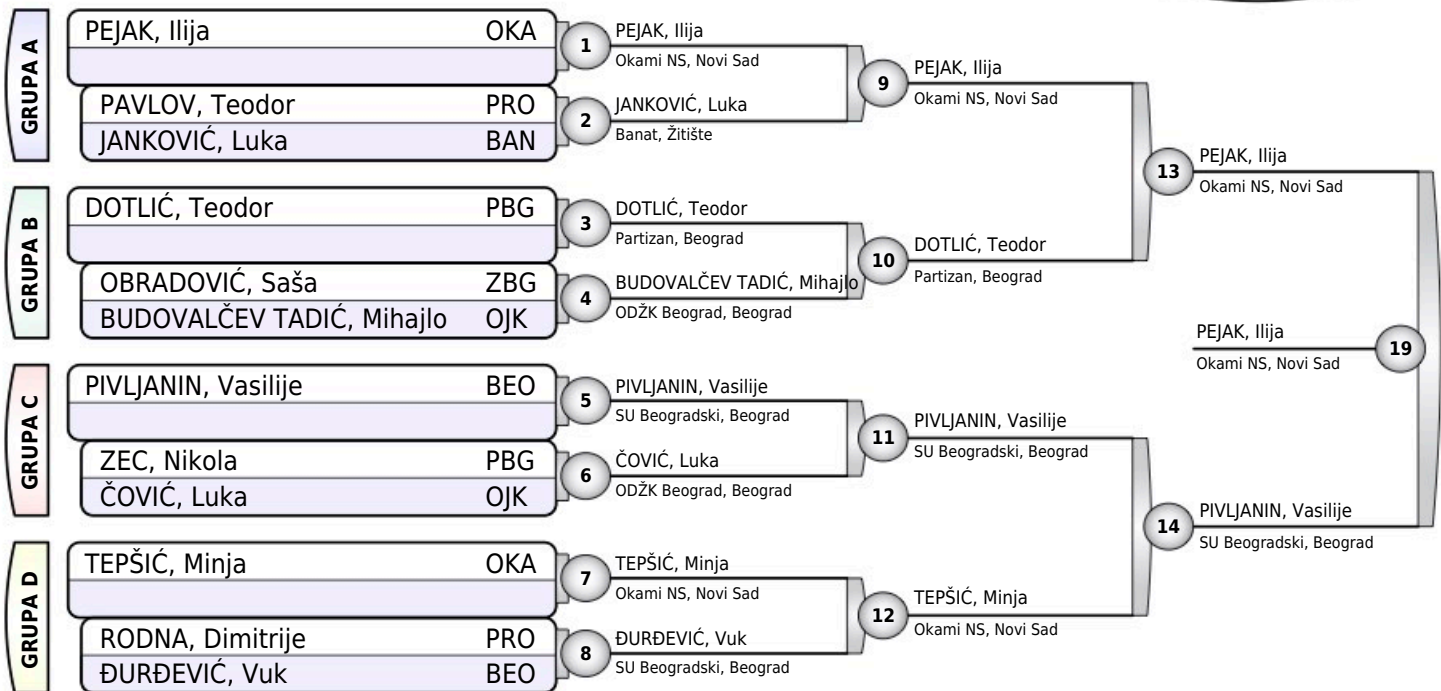 GRUPA A
PEJAK, Ilija OKA
PAVLOV, Teodor PRO
JANKOVIĆ, Luka BAN
GRUPA B
DOTLIĆ, Teodor PBG
OBRADOVIĆ, Saša ZBG
BUDOVALČEV TADIĆ, Mihajlo OJK
GRUPA C
PIVLJANIN, Vasilije BEO
ZEC, Nikola PBG
ČOVIĆ, Luka OJK
GRUPA D
TEPŠIĆ, Minja OKA
RODNA, Dimitrije PRO
ĐURĐEVIĆ, Vuk BEO
1
PEJAK, Ilija
Okami NS, Novi Sad
2
JANKOVIĆ, Luka
Banat, Žitište
3
DOTLIĆ, Teodor
Partizan, Beograd
4
BUDOVALČEV TADIĆ, Mihajlo
ODŽK Beograd, Beograd
5
PIVLJANIN, Vasilije
SU Beogradski, Beograd
6
ČOVIĆ, Luka
ODŽK Beograd, Beograd
7
TEPŠIĆ, Minja
Okami NS, Novi Sad
8
ĐURĐEVIĆ, Vuk
SU Beogradski, Beograd
9
PEJAK, Ilija
Okami NS, Novi Sad
10
DOTLIĆ, Teodor
Partizan, Beograd
11
PIVLJANIN, Vasilije
SU Beogradski, Beograd
12
TEPŠIĆ, Minja
Okami NS, Novi Sad
13
PEJAK, Ilija
Okami NS, Novi Sad
14
PIVLJANIN, Vasilije
SU Beogradski, Beograd
PEJAK, Ilija
Okami NS, Novi Sad
19